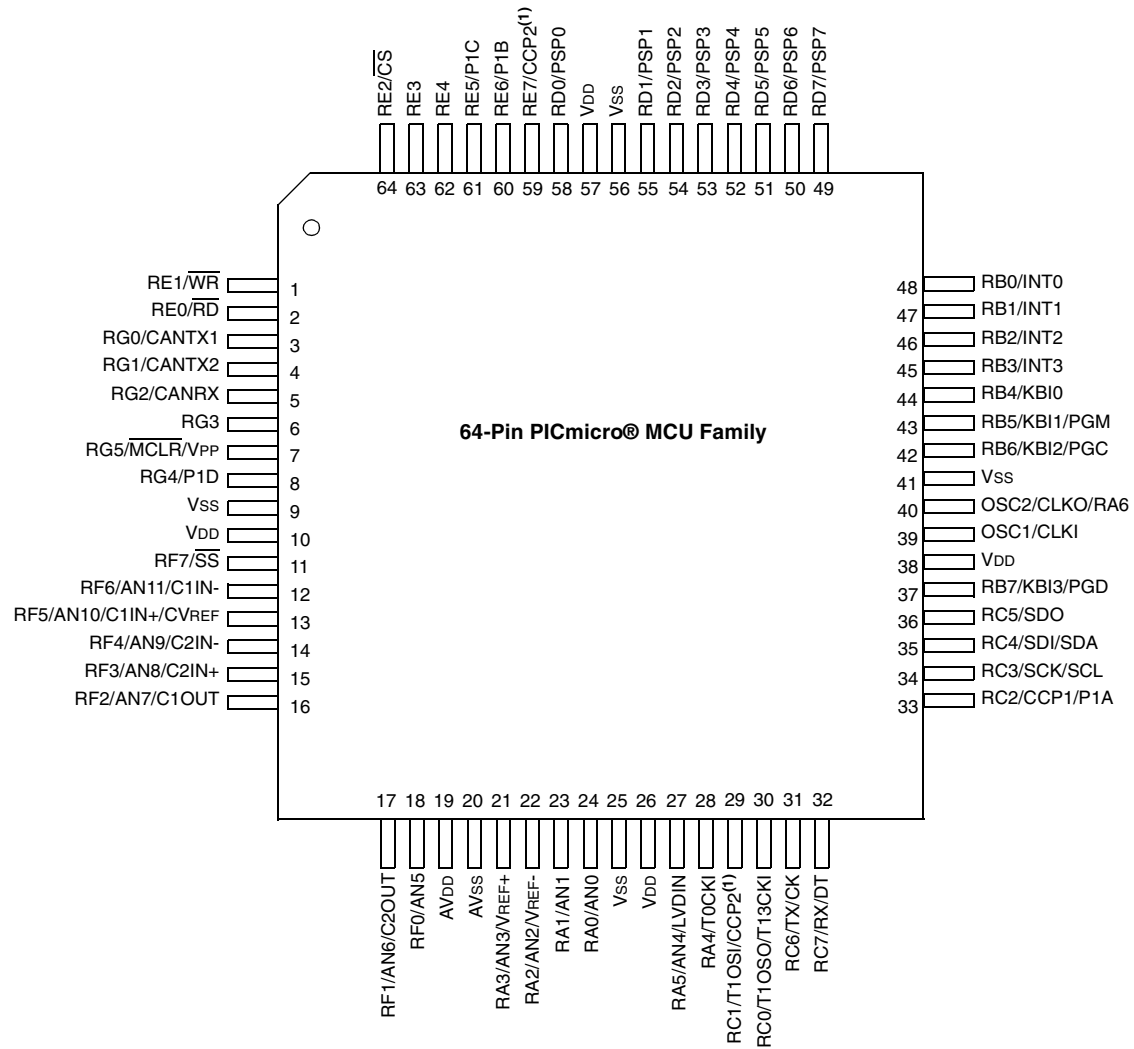 RE2/CS
RE3
RE4
RE5/P1C
RE6/P1B
RE7/CCP2(1)
RD0/PSP0
VDD
VSS
RD1/PSP1
RD2/PSP2
RD3/PSP3
RD4/PSP4
RD5/PSP5
RD6/PSP6
RD7/PSP7
64 63 62 61 60 59 58 57 56 55 54 53 52 51 50 49
RE1/WR 1
RE0/RD 2
RG0/CANTX1 3
RG1/CANTX2 4
RG2/CANRX 5
RG3 6
RG5/MCLR/VPP 7
RG4/P1D 8
VSS 9
VDD 10
RF7/SS 11
RF6/AN11/C1IN- 12
RF5/AN10/C1IN+/CVREF 13
RF4/AN9/C2IN- 14
RF3/AN8/C2IN+ 15
RF2/AN7/C1OUT 16
64-Pin PICmicro® MCU Family
48 RB0/INT0
47 RB1/INT1
46 RB2/INT2
45 RB3/INT3
44 RB4/KBI0
43 RB5/KBI1/PGM
42 RB6/KBI2/PGC
41 VSS
40 OSC2/CLKO/RA6
39 OSC1/CLKI
38 VDD
37 RB7/KBI3/PGD
36 RC5/SDO
35 RC4/SDI/SDA
34 RC3/SCK/SCL
33 RC2/CCP1/P1A
17 18 19 20 21 22 23 24 25 26 27 28 29 30 31 32
RF1/AN6/C2OUT
RF0/AN5
AVDD
AVSS
RA3/AN3/VREF+
RA2/AN2/VREF-
RA1/AN1
RA0/AN0
VSS
VDD
RA5/AN4/LVDIN
RA4/T0CKI
RC1/T1OSI/CCP2(1)
RC0/T1OSO/T13CKI
RC6/TX/CK
RC7/RX/DT